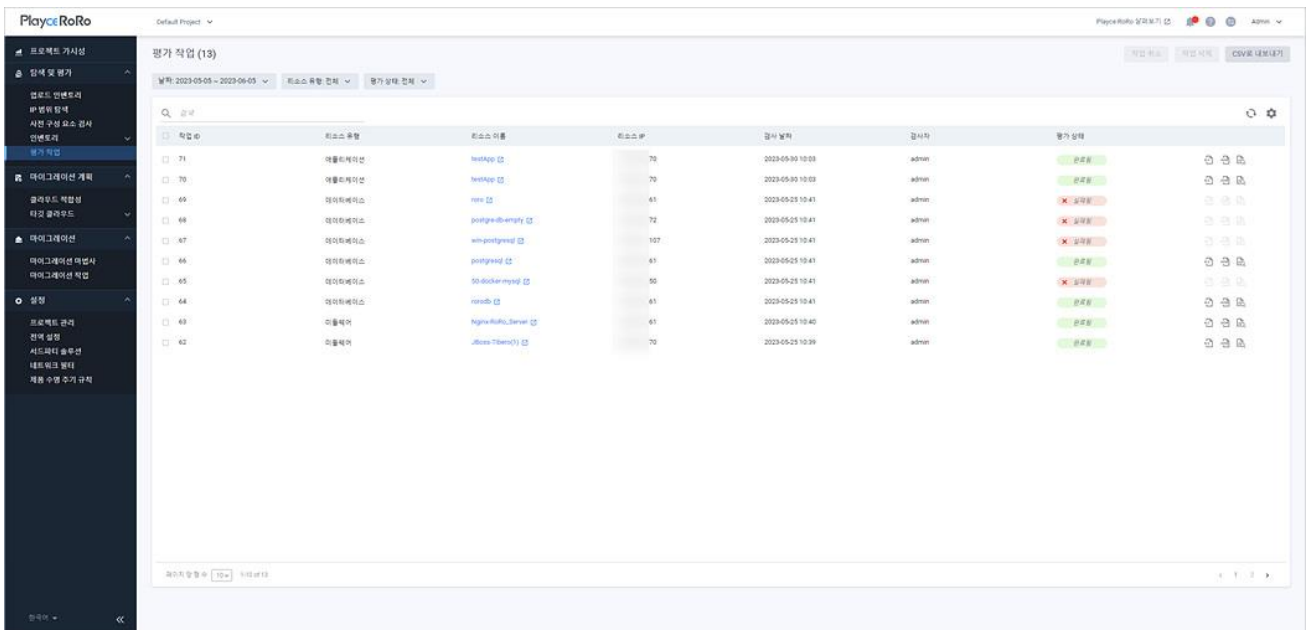 Playce RoRo
Default Project
Playce RoRo 살펴보기
Admin
프로젝트 가시성
탐색 및 평가
업로드 인벤토리
IP 범위 탐색
사전 구성 요소 검사
인벤토리
평가 작업
마이그레이션 계획
클라우드 적합성
타깃 클라우드
마이그레이션
마이그레이션 마법사
마이그레이션 작업
설정
프로젝트 관리
전역 설정
서드파티 솔루션
네트워크 필터
제품 수명 주기 규칙
한국어
평가 작업 (13)
작업 취소 작업 삭제 CSV로 내보내기
날짜: 2023-05-05 ~ 2023-06-05 리소스 유형: 전체 평가 상태: 전체
검색
작업 ID 리소스 유형 리소스 이름 리소스 IP 검사 날짜 검사자 평가 상태
71 애플리케이션 testApp 70 2023-05-30 10:03 admin 완료됨
70 애플리케이션 testApp 70 2023-05-30 10:03 admin 완료됨
69 데이터베이스 roro 61 2023-05-25 10:41 admin 실패함
68 데이터베이스 postgre-db-empty 72 2023-05-25 10:41 admin 실패함
67 데이터베이스 win-postgresql 107 2023-05-25 10:41 admin 실패함
66 데이터베이스 postgresql 61 2023-05-25 10:41 admin 완료됨
65 데이터베이스 50-docker-mysql 50 2023-05-25 10:41 admin 실패함
64 데이터베이스 rorodb 61 2023-05-25 10:41 admin 완료됨
63 미들웨어 Nginx-RoRo_Server 61 2023-05-25 10:40 admin 완료됨
62 미들웨어 JBoss-Tibero(1) 70 2023-05-25 10:39 admin 완료됨
페이지 당 행 수: 10 1-10 of 13
1 2